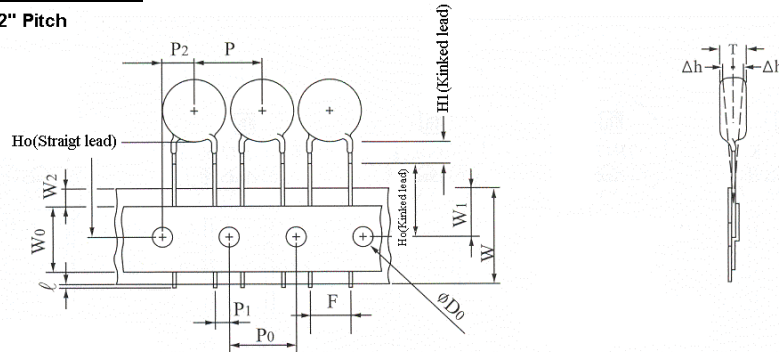 2" Pitch
P2
P
H1(Kinked lead)
T
Δh
Δh
Ho(Straigt lead)
W2
W0
Ho(Kinked lead)
W1
W
ℓ
P1
F
øD0
P0